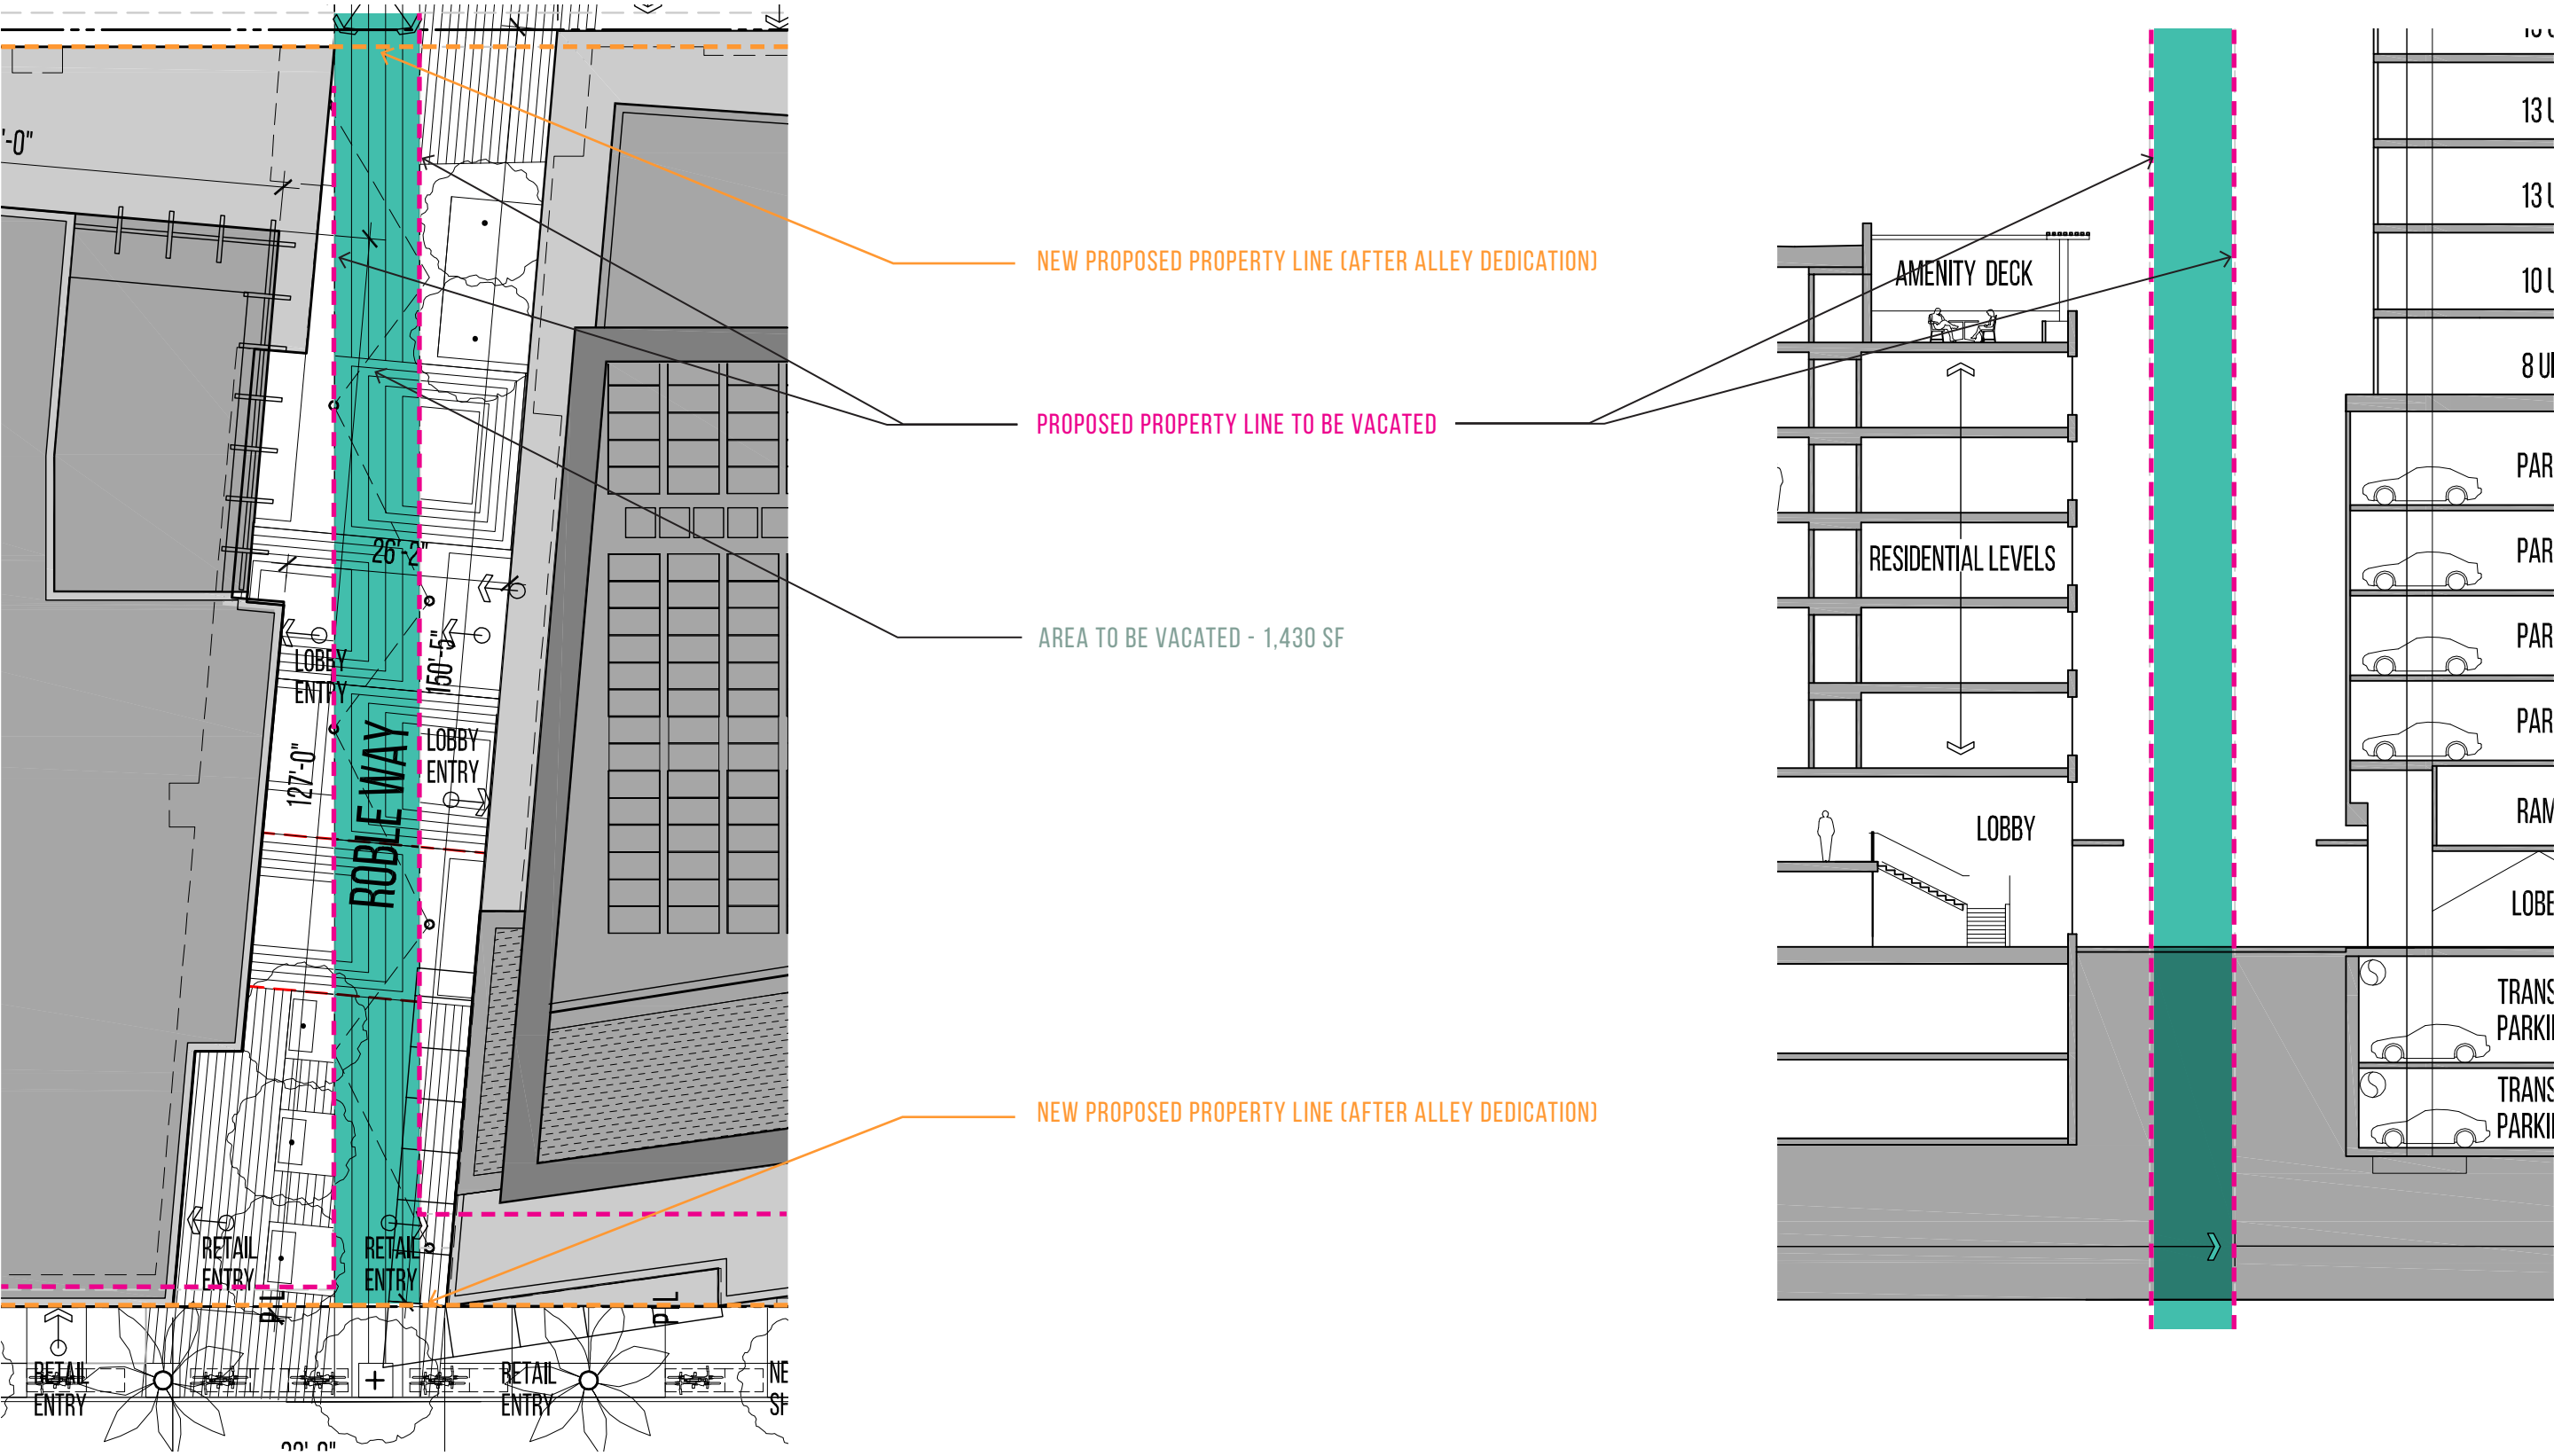 '-0"
26'-2"
LOBBY
ENTRY
150'-5"
LOBBY
ENTRY
127'-0"
ROBLE WAY
RETAIL
ENTRY
RETAIL
ENTRY
PL
PL
RETAIL
ENTRY
RETAIL
ENTRY
NE
NEW PROPOSED PROPERTY LINE (AFTER ALLEY DEDICATION)
PROPOSED PROPERTY LINE TO BE VACATED
AREA TO BE VACATED - 1,430 SF
NEW PROPOSED PROPERTY LINE (AFTER ALLEY DEDICATION)
AMENITY DECK
RESIDENTIAL LEVELS
LOBBY
13 U
13 U
10 U
8 U
PAR
PAR
PAR
PAR
RAM
LOBB
TRANS
PARKI
TRANS
PARKI